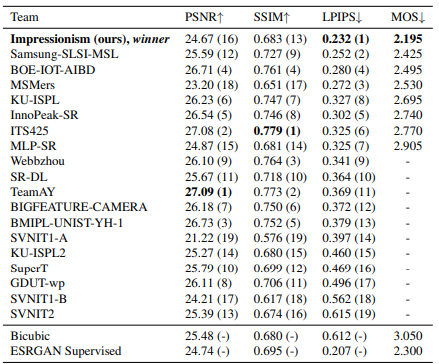 Team PSNR↑ SSIM↑ LPIPS↓ MOS↓
Impressionism (ours), winner 24.67 (16) 0.683 (13) 0.232 (1) 2.195
Samsung-SLSI-MSL 25.59 (12) 0.727 (9) 0.252 (2) 2.425
BOE-IOT-AIBD 26.71 (4) 0.761 (4) 0.280 (4) 2.495
MSMers 23.20 (18) 0.651 (17) 0.272 (3) 2.530
KU-ISPL 26.23 (6) 0.747 (7) 0.327 (8) 2.695
InnoPeak-SR 26.54 (5) 0.746 (8) 0.302 (5) 2.740
ITS425 27.08 (2) 0.779 (1) 0.325 (6) 2.770
MLP-SR 24.87 (15) 0.681 (14) 0.325 (7) 2.905
Webbzhou 26.10 (9) 0.764 (3) 0.341 (9) -
SR-DL 25.67 (11) 0.718 (10) 0.364 (10) -
TeamAY 27.09 (1) 0.773 (2) 0.369 (11) -
BIGFEATURE-CAMERA 26.18 (7) 0.750 (6) 0.372 (12) -
BMIPL-UNIST-YH-1 26.73 (3) 0.752 (5) 0.379 (13) -
SVNIT1-A 21.22 (19) 0.576 (19) 0.397 (14) -
KU-ISPL2 25.27 (14) 0.680 (15) 0.460 (15) -
SuperT 25.79 (10) 0.699 (12) 0.469 (16) -
GDUT-wp 26.11 (8) 0.706 (11) 0.496 (17) -
SVNIT1-B 24.21 (17) 0.617 (18) 0.562 (18) -
SVNIT2 25.39 (13) 0.674 (16) 0.615 (19) -
Bicubic 25.48 (-) 0.680 (-) 0.612 (-) 3.050
ESRGAN Supervised 24.74 (-) 0.695 (-) 0.207 (-) 2.300